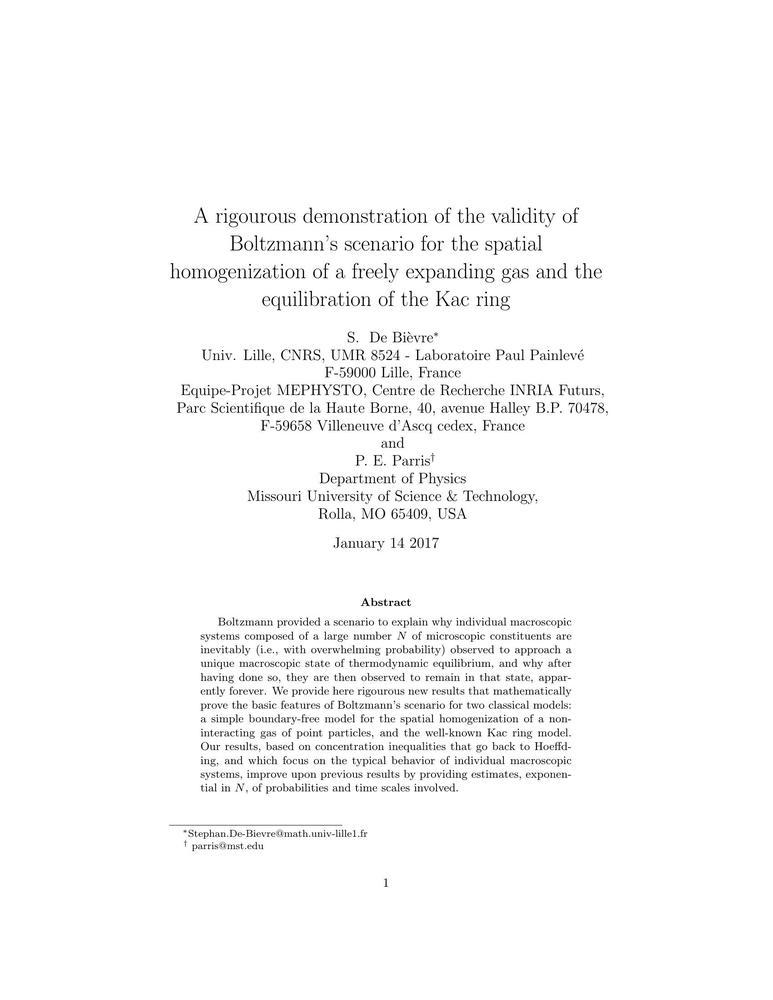 A rigourous demonstration of the validity of
Boltzmann's scenario for the spatial
homogenization of a freely expanding gas and the
equilibration of the Kac ring
S. De Bièvre*
Univ. Lille, CNRS, UMR 8524 - Laboratoire Paul Painlevé
F-59000 Lille, France
Equipe-Projet MEPHYSTO, Centre de Recherche INRIA Futurs,
Parc Scientifique de la Haute Borne, 40, avenue Halley B.P. 70478,
F-59658 Villeneuve d'Ascq cedex, France
and
P. E. Parris†
Department of Physics
Missouri University of Science & Technology,
Rolla, MO 65409, USA
January 14 2017
Abstract
Boltzmann provided a scenario to explain why individual macroscopic
systems composed of a large number N of microscopic constituents are
inevitably (i.e., with overwhelming probability) observed to approach a
unique macroscopic state of thermodynamic equilibrium, and why after
having done so, they are then observed to remain in that state, appar-
ently forever. We provide here rigourous new results that mathematically
prove the basic features of Boltzmann's scenario for two classical models:
a simple boundary-free model for the spatial homogenization of a non-
interacting gas of point particles, and the well-known Kac ring model.
Our results, based on concentration inequalities that go back to Hoeffd-
ing, and which focus on the typical behavior of individual macroscopic
systems, improve upon previous results by providing estimates, exponen-
tial in N, of probabilities and time scales involved.
*Stephan.De-Bievre@math.univ-lille1.fr
† parris@mst.edu
1